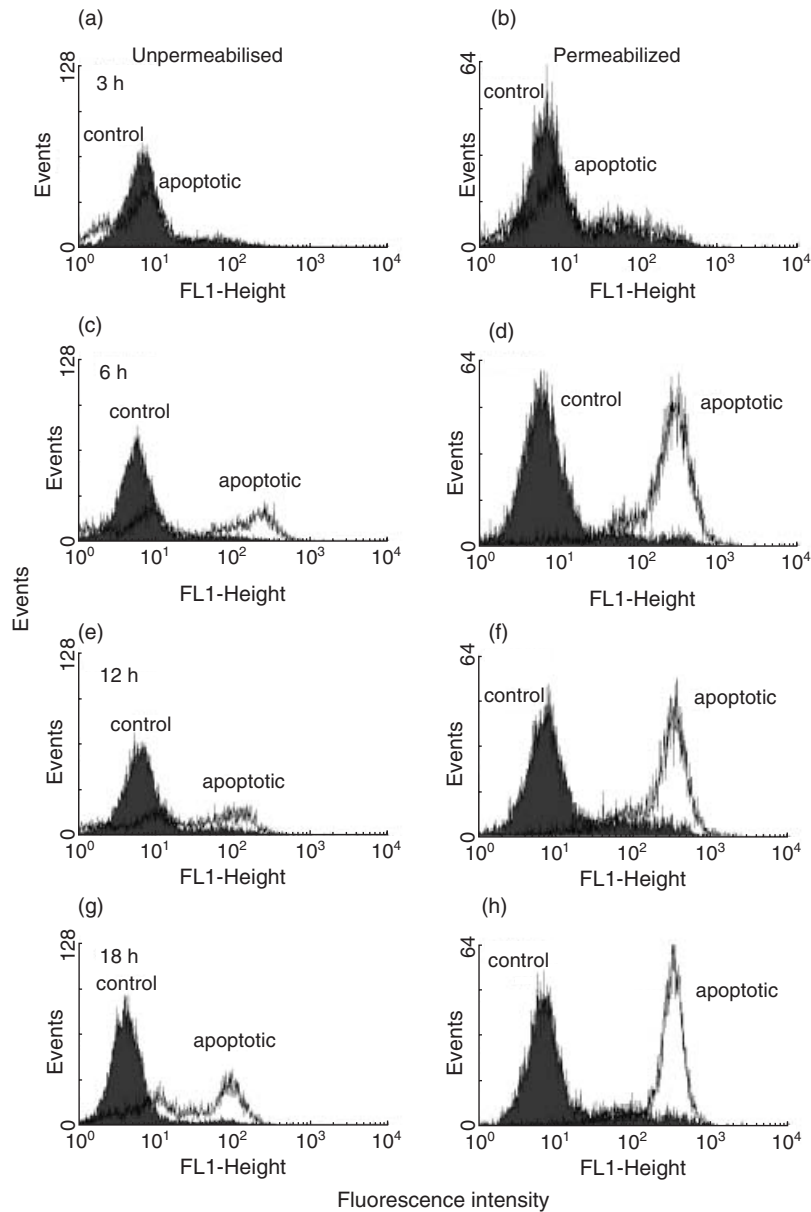 (a)
(b)
Unpermeabilised
Permeabilized
128
3 h
control
apoptotic
Events
0
10⁰ 10¹ 10² 10³ 10⁴
FL1-Height
64
control
apoptotic
Events
0
10⁰ 10¹ 10² 10³ 10⁴
FL1-Height
(c)
(d)
128
6 h
control
apoptotic
Events
0
10⁰ 10¹ 10² 10³ 10⁴
FL1-Height
64
control
apoptotic
Events
0
10⁰ 10¹ 10² 10³ 10⁴
FL1-Height
Events
(e)
(f)
128
12 h
control
apoptotic
Events
0
10⁰ 10¹ 10² 10³ 10⁴
FL1-Height
64
control
apoptotic
Events
0
10⁰ 10¹ 10² 10³ 10⁴
FL1-Height
(g)
(h)
128
18 h
control
apoptotic
Events
0
10⁰ 10¹ 10² 10³ 10⁴
FL1-Height
64
control
apoptotic
Events
0
10⁰ 10¹ 10² 10³ 10⁴
FL1-Height
Fluorescence intensity